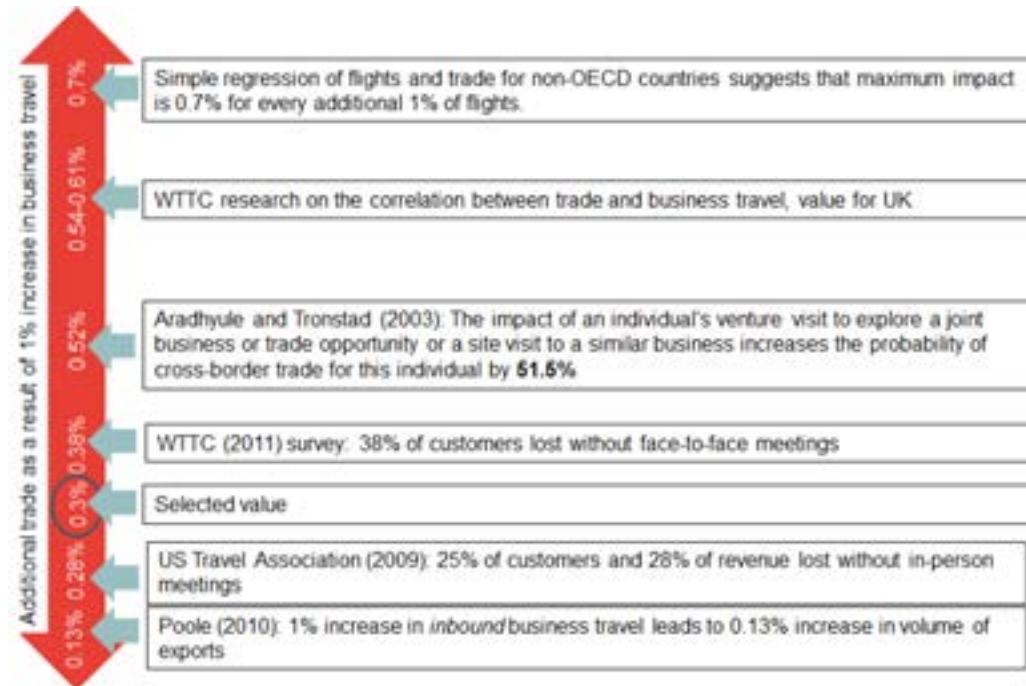 Additional trade as a result of 1% increase in business travel
0.7%
Simple regression of flights and trade for non-OECD countries suggests that maximum impact
is 0.7% for every additional 1% of flights.
0.54-0.61%
WTTC research on the correlation between trade and business travel, value for UK
0.52%
Aradhyule and Tronstad (2003): The impact of an individual's venture visit to explore a joint
business or trade opportunity or a site visit to a similar business increases the probability of
cross-border trade for this individual by 51.5%
0.38%
WTTC (2011) survey: 38% of customers lost without face-to-face meetings
0.3%
Selected value
0.28%
US Travel Association (2009): 25% of customers and 28% of revenue lost without in-person
meetings
0.13%
Poole (2010): 1% increase in inbound business travel leads to 0.13% increase in volume of
exports